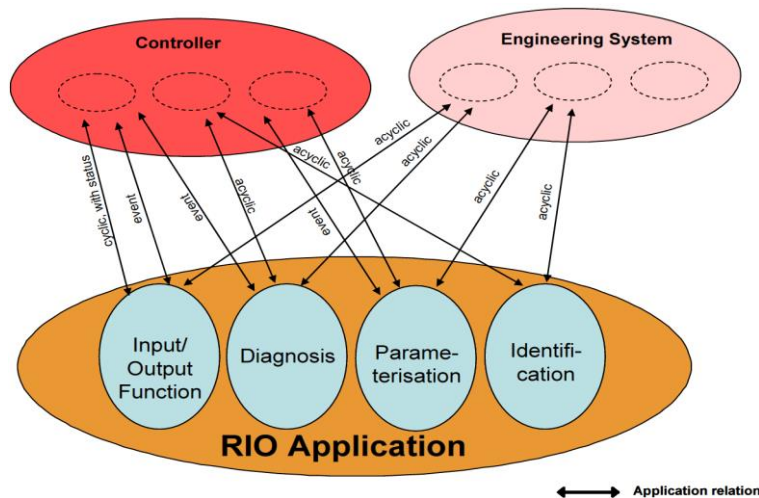 Controller
Engineering System
cyclic, with status
event
event
acyclic
acyclic
event
acyclic
acyclic
acyclic
acyclic
acyclic
Input/
Output
Function
Diagnosis
Parame-
terisation
Identifi-
cation
RIO Application
Application relation